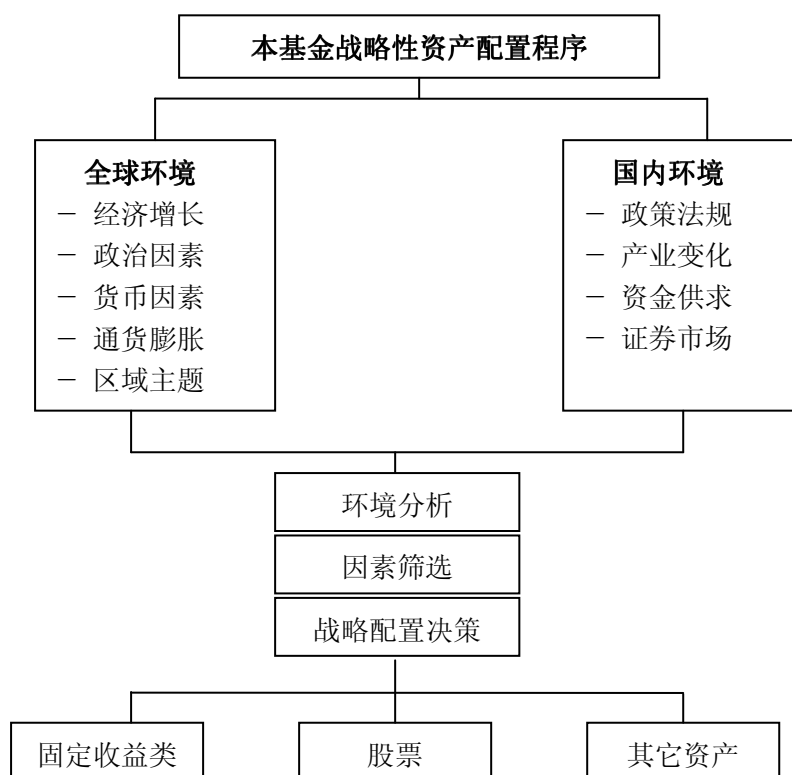 本基金战略性资产配置程序
全球环境
— 经济增长
— 政治因素
— 货币因素
— 通货膨胀
— 区域主题
国内环境
— 政策法规
— 产业变化
— 资金供求
— 证券市场
环境分析
因素筛选
战略配置决策
固定收益类
股票
其它资产